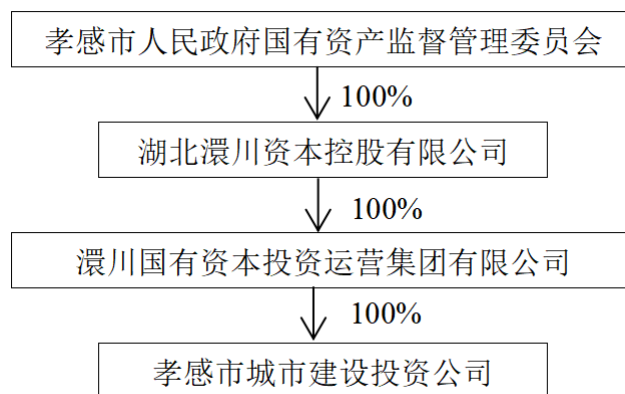 孝感市人民政府国有资产监督管理委员会
100%
湖北澴川资本控股有限公司
100%
澴川国有资本投资运营集团有限公司
100%
孝感市城市建设投资公司